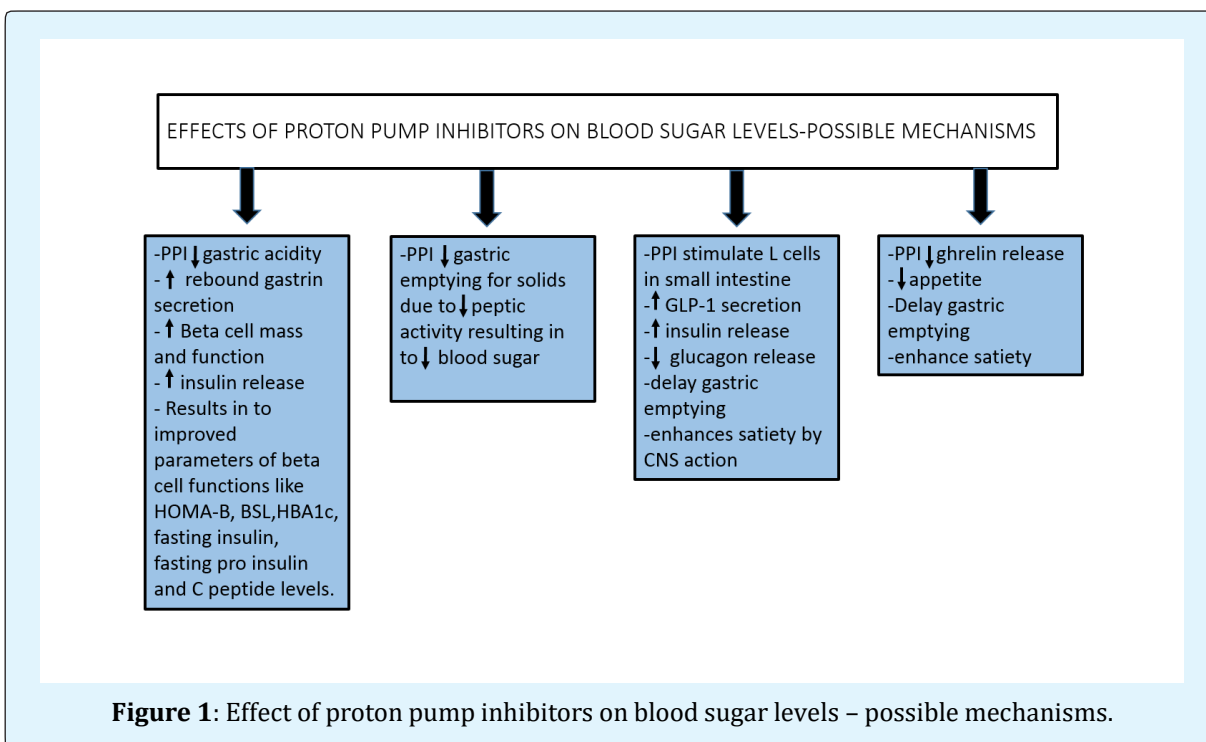 EFFECTS OF PROTON PUMP INHIBITORS ON BLOOD SUGAR LEVELS-POSSIBLE MECHANISMS
-PPI ↓ gastric acidity
- ↑ rebound gastrin
secretion
- ↑ Beta cell mass
and function
- ↑ insulin release
- Results in to
improved
parameters of beta
cell functions like
HOMA-B, BSL,HBA1c,
fasting insulin,
fasting pro insulin
and C peptide levels.
-PPI ↓ gastric
emptying for solids
due to ↓ peptic
activity resulting in
to ↓ blood sugar
-PPI stimulate L cells
in small intestine
- ↑ GLP-1 secretion
- ↑ insulin release
- ↓ glucagon release
-delay gastric
emptying
-enhances satiety by
CNS action
-PPI ↓ ghrelin release
- ↓ appetite
-Delay gastric
emptying
-enhance satiety
Figure 1: Effect of proton pump inhibitors on blood sugar levels – possible mechanisms.